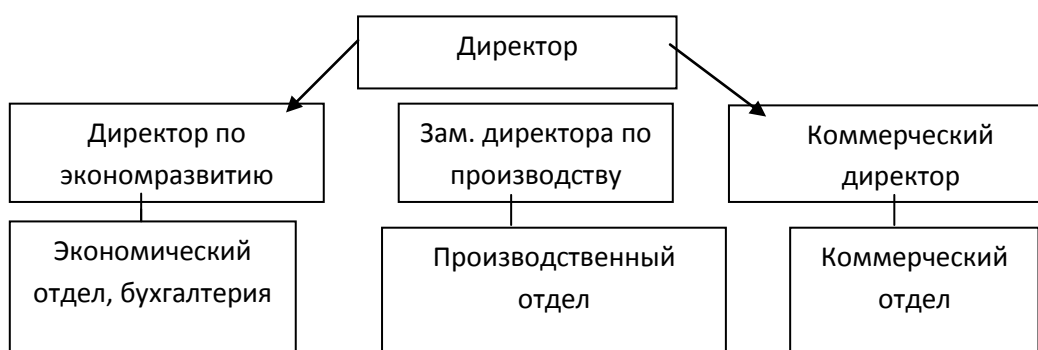 Директор
Директор по
экономразвитию
Зам. директора по
производству
Коммерческий
директор
Экономический
отдел, бухгалтерия
Производственный
отдел
Коммерческий
отдел